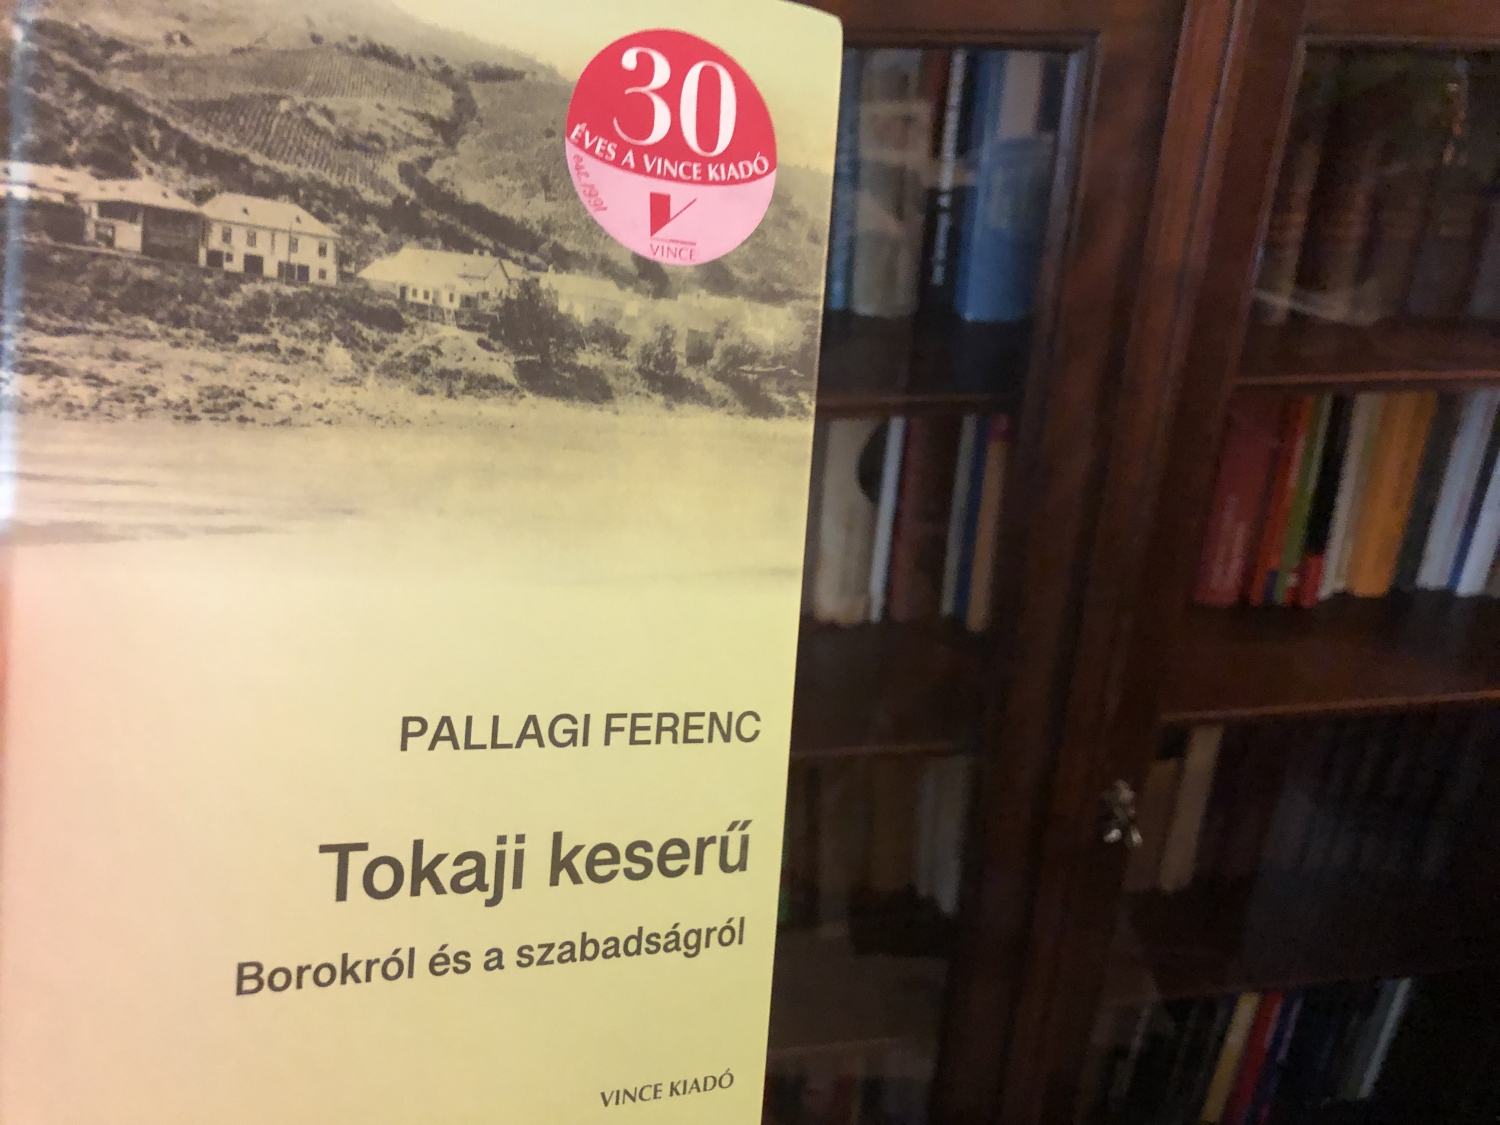 30
ÉVES A VINCE KIADÓ
est. 1991
VINCE
PALLAGI FERENC
Tokaji keserű
Borokról és a szabadságról
VINCE KIADÓ